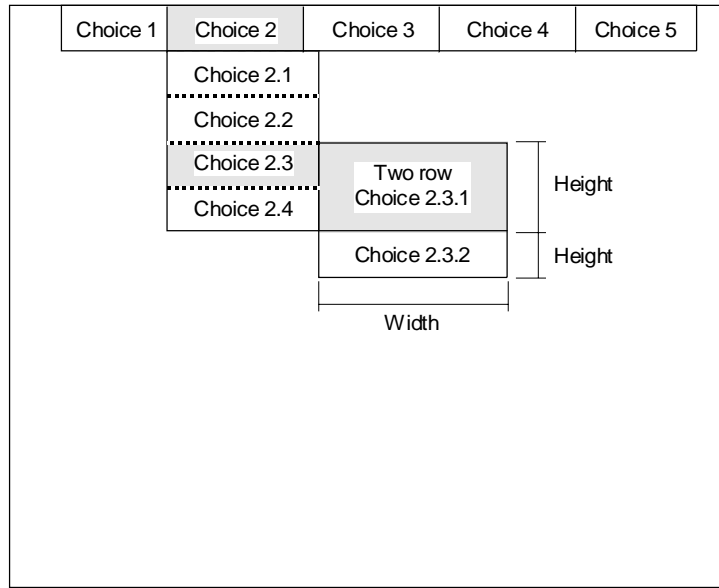 Choice 1 Choice 2 Choice 3 Choice 4 Choice 5
Choice 2.1
Choice 2.2
Choice 2.3
Choice 2.4
Two row
Choice 2.3.1
Height
Choice 2.3.2
Height
Width